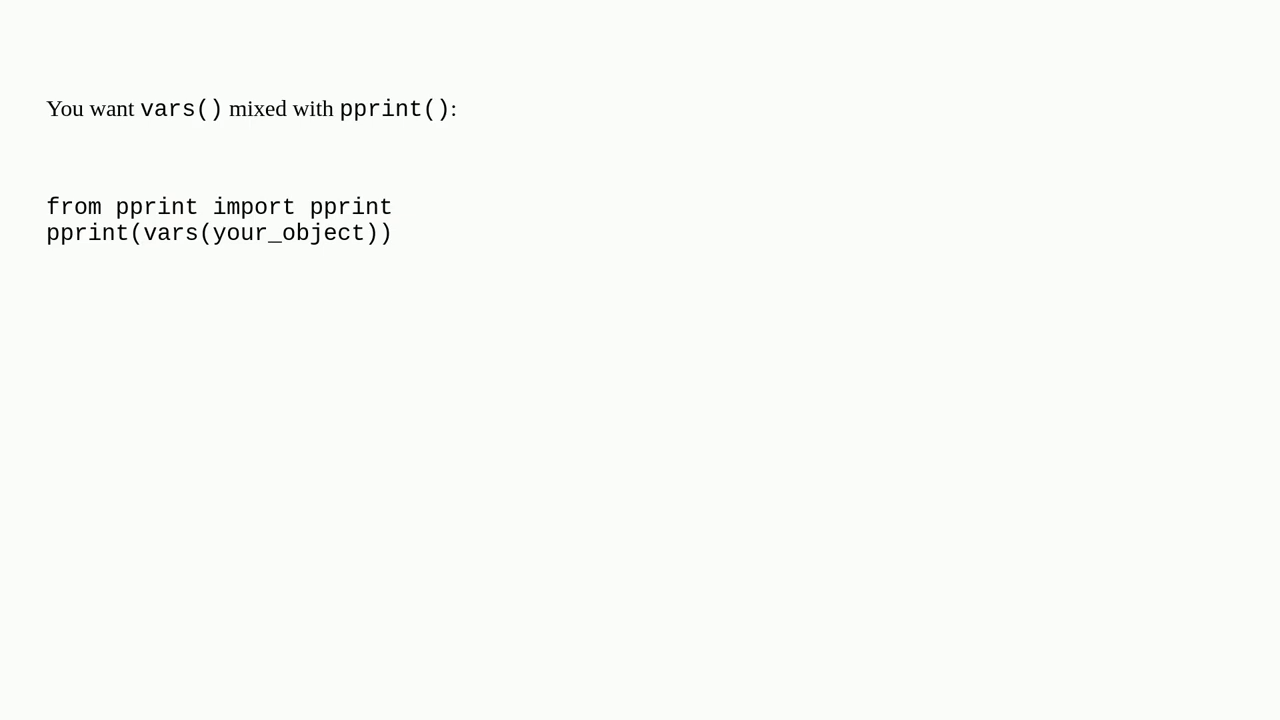 You want vars() mixed with pprint():
from pprint import pprint
pprint(vars(your_object))